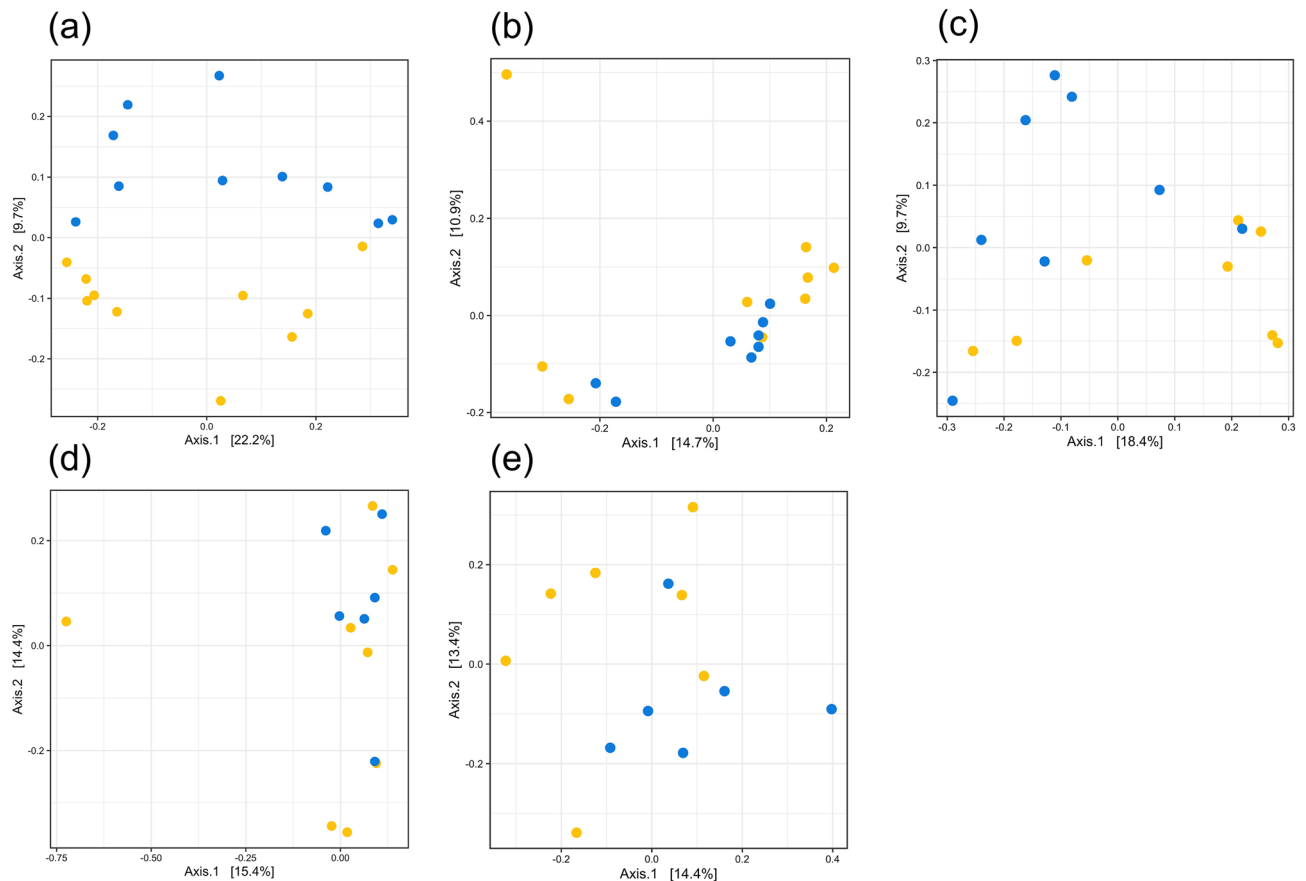 (a)
0.2
0.1
0.0
-0.1
-0.2
Axis.2 [9.7%]
-0.2 0.0 0.2
Axis.1 [22.2%]
(b)
0.4
0.2
0.0
-0.2
Axis.2 [10.9%]
-0.2 0.0 0.2
Axis.1 [14.7%]
(c)
0.3
0.2
0.1
0.0
-0.1
-0.2
Axis.2 [9.7%]
-0.3 -0.2 -0.1 0.0 0.1 0.2 0.3
Axis.1 [18.4%]
(d)
0.2
0.0
-0.2
Axis.2 [14.4%]
-0.75 -0.50 -0.25 0.00
Axis.1 [15.4%]
(e)
0.2
0.0
-0.2
Axis.2 [13.4%]
-0.2 0.0 0.2 0.4
Axis.1 [14.4%]